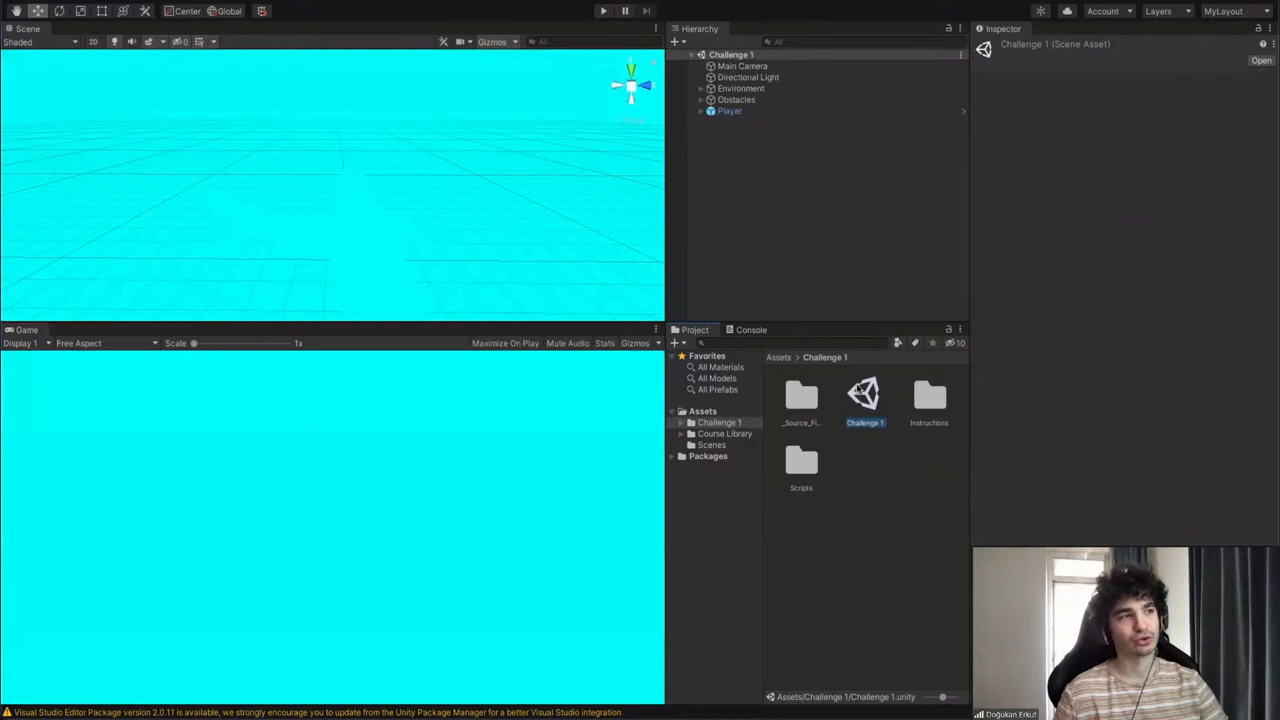 Center
Global
Account
Layers
MyLayout
Scene
Shaded
2D
0
Gizmos
All
Hierarchy
All
Challenge 1
Main Camera
Directional Light
Environment
Obstacles
Player
Inspector
Challenge 1 (Scene Asset)
Open
Game
Display 1
Free Aspect
Scale
1x
Maximize On Play
Mute Audio
Stats
Gizmos
Project
Console
10
Favorites
All Materials
All Models
All Prefabs
Assets
Challenge 1
Course Library
Scenes
Packages
Assets > Challenge 1
_Source_Fi...
Challenge 1
Instructions
Scripts
Assets/Challenge 1/Challenge 1.unity
Visual Studio Editor Package version 2.0.11 is available, we strongly encourage you to update from the Unity Package Manager for a better Visual Studio integration
Doğukan Erkut